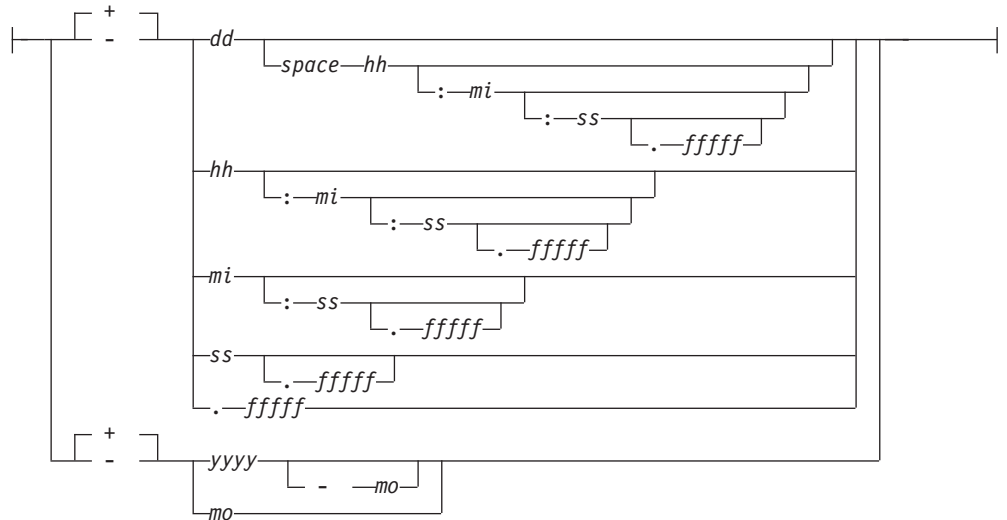 +
- dd
space hh
: mi
: ss
. fffff
hh
: mi
: ss
. fffff
mi
: ss
. fffff
ss
. fffff
. fffff
+
- yyyy
- mo
mo